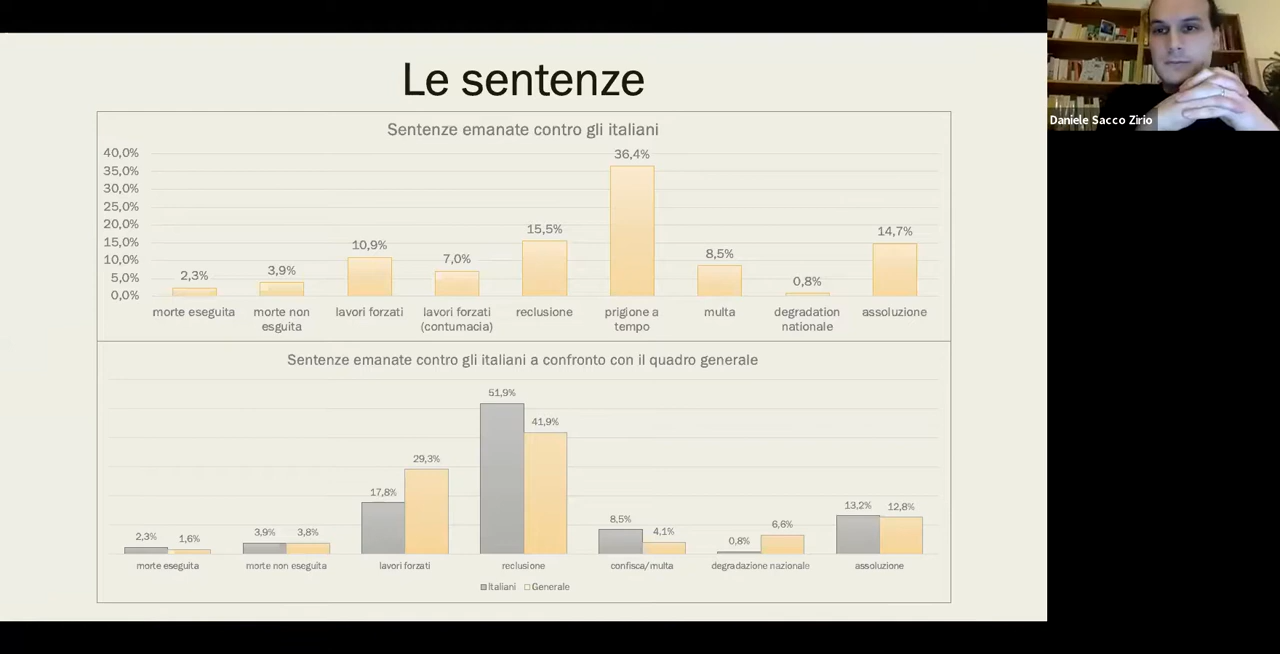 Le sentenze
Daniele Sacco Zirio
Sentenze emanate contro gli italiani
40,0%
35,0%
30,0%
25,0%
20,0%
15,0%
10,0%
5,0%
0,0%
2,3%
3,9%
10,9%
7,0%
15,5%
36,4%
8,5%
0,8%
14,7%
morte eseguita
morte non
esguita
lavori forzati
lavori forzati
(contumacia)
reclusione
prigione a
tempo
multa
degradation
nationale
assoluzione
Sentenze emanate contro gli italiani a confronto con il quadro generale
2,3%
1,6%
3,9%
3,8%
17,8%
29,3%
51,9%
41,9%
8,5%
4,1%
0,8%
6,6%
13,2%
12,8%
morte eseguita
morte non eseguita
lavori forzati
reclusione
confisca/multa
degradazione nazionale
assoluzione
Italiani
Generale